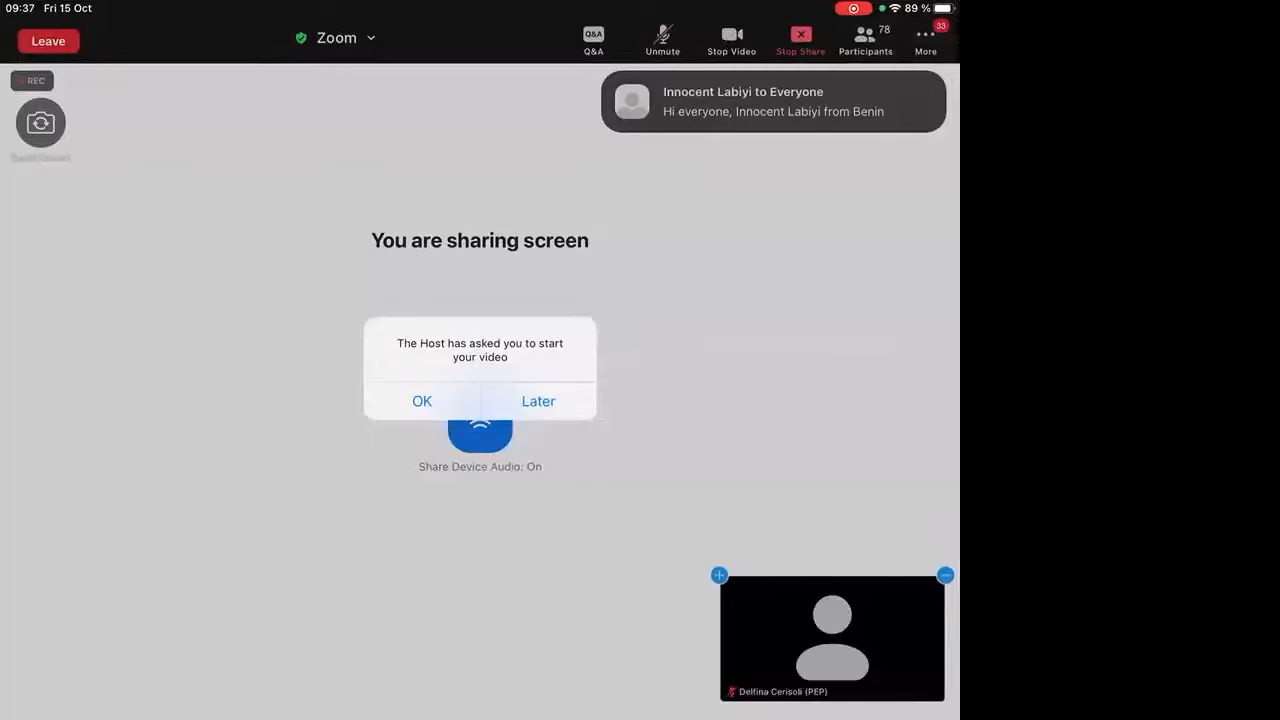 09:37 Fri 15 Oct
89 %
Leave
Zoom
Q&A
Q&A
Unmute
Stop Video
Stop Share
78
Participants
33
More
REC
Innocent Labiyi to Everyone
Hi everyone, Innocent Labiyi from Benin
You are sharing screen
The Host has asked you to start
your video
OK
Later
Share Device Audio: On
Delfina Cerisoli (PEP)